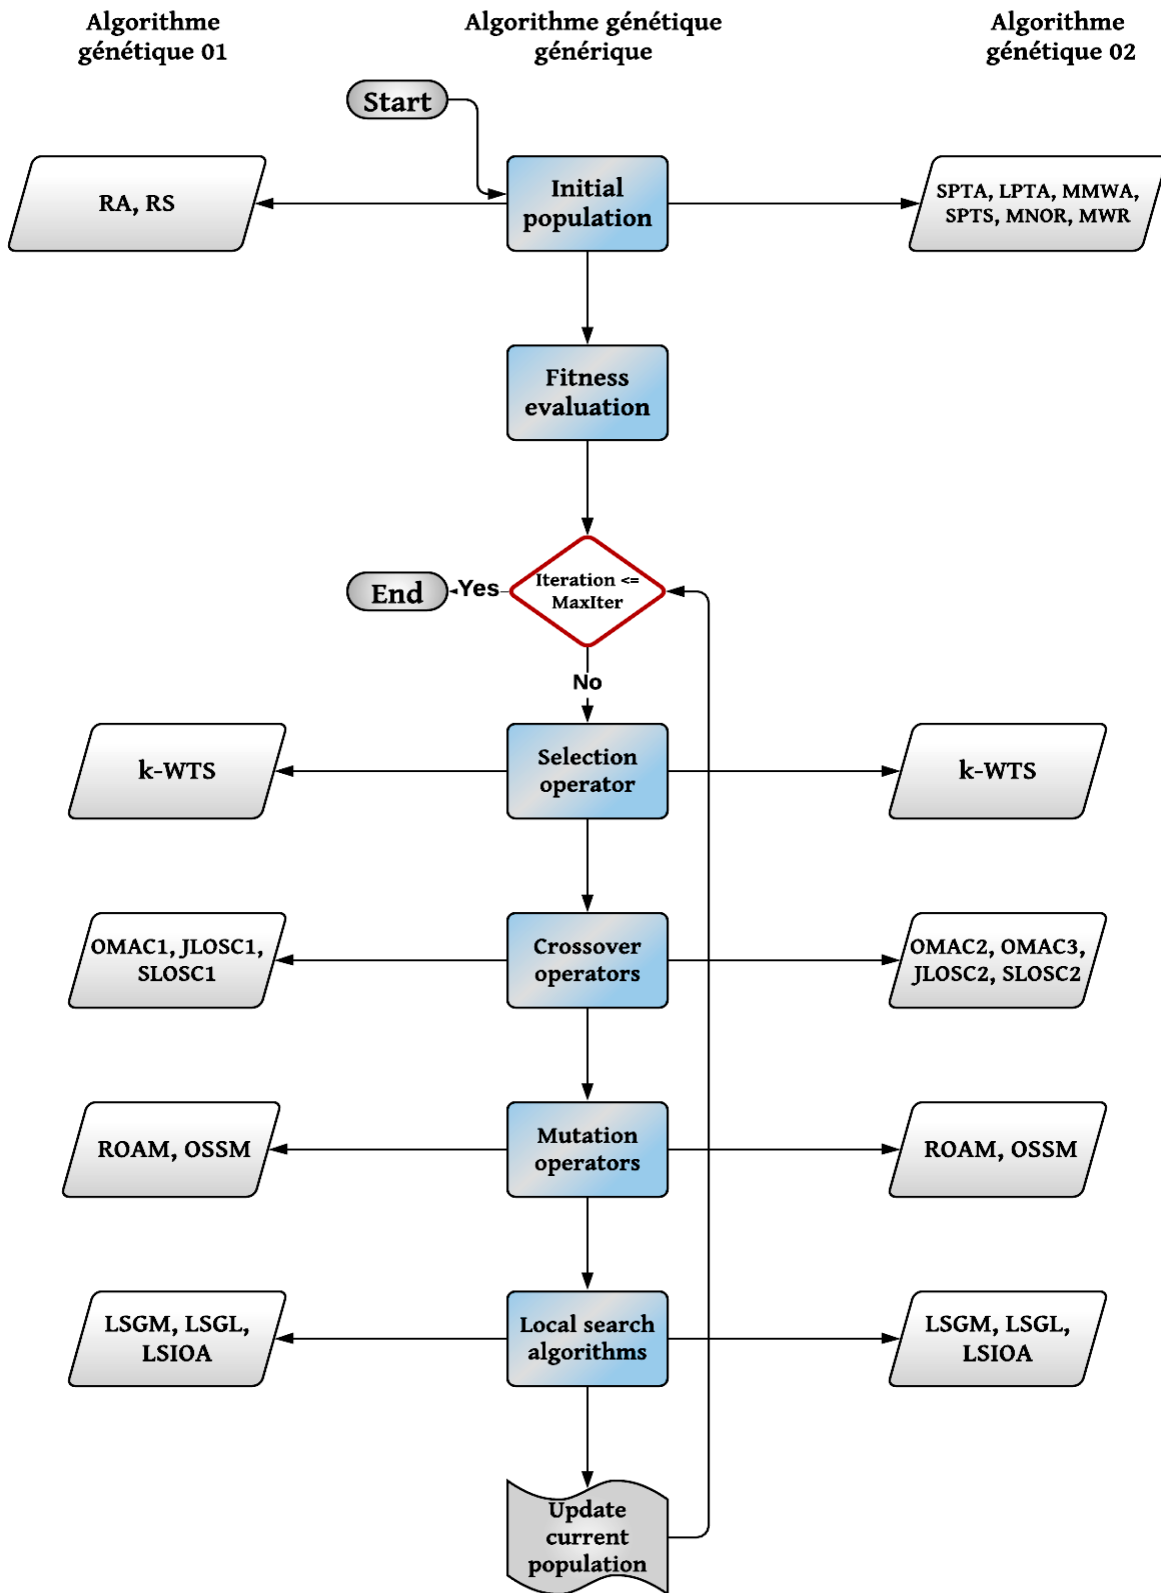 Algorithme
génétique 01
Algorithme génétique
générique
Algorithme
génétique 02
Start
RA, RS
Initial
population
SPTA, LPTA, MMWA,
SPTS, MNOR, MWR
Fitness
evaluation
End
Yes
Iteration <=
MaxIter
No
k-WTS
Selection
operator
k-WTS
OMAC1, JLOSC1,
SLOSC1
Crossover
operators
OMAC2, OMAC3,
JLOSC2, SLOSC2
ROAM, OSSM
Mutation
operators
ROAM, OSSM
LSGM, LSGL,
LSIOA
Local search
algorithms
LSGM, LSGL,
LSIOA
Update
current
population